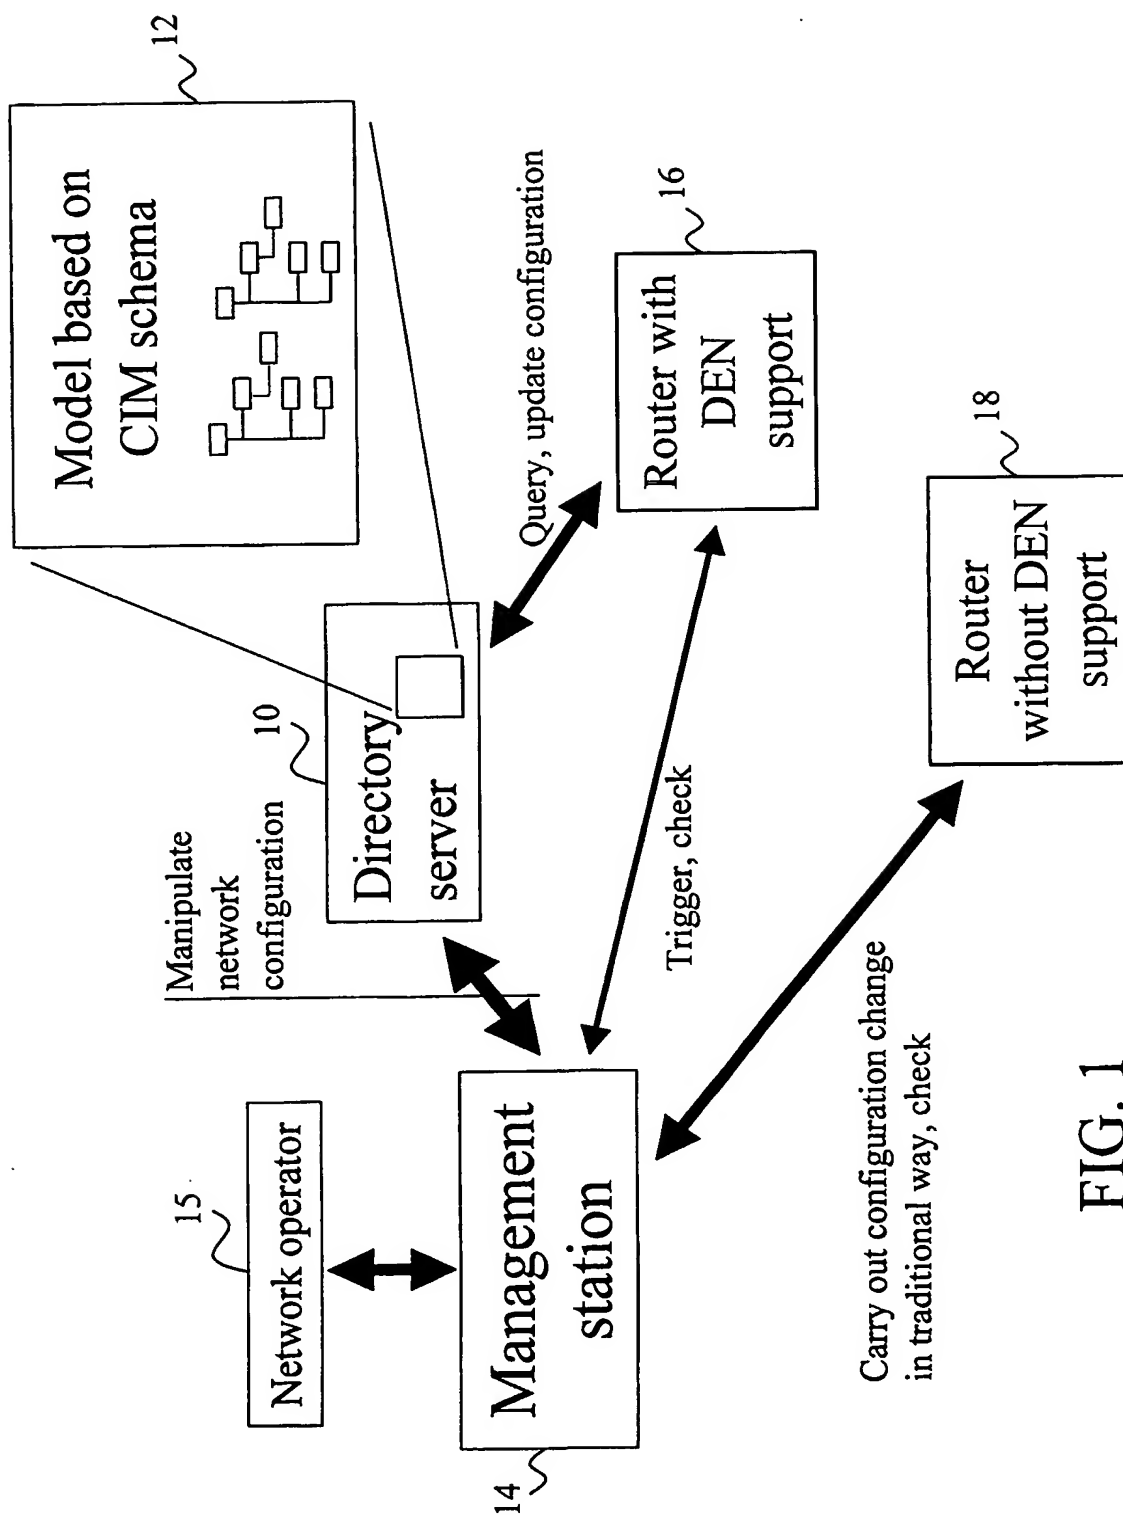 12
Model based on
CIM schema
10
Directory
server
Manipulate
network
configuration
Query, update configuration
15
Network operator
16
Router with
DEN
support
14
Management
station
Trigger, check
18
Router
without DEN
support
Carry out configuration change
in traditional way, check
FIG. 1